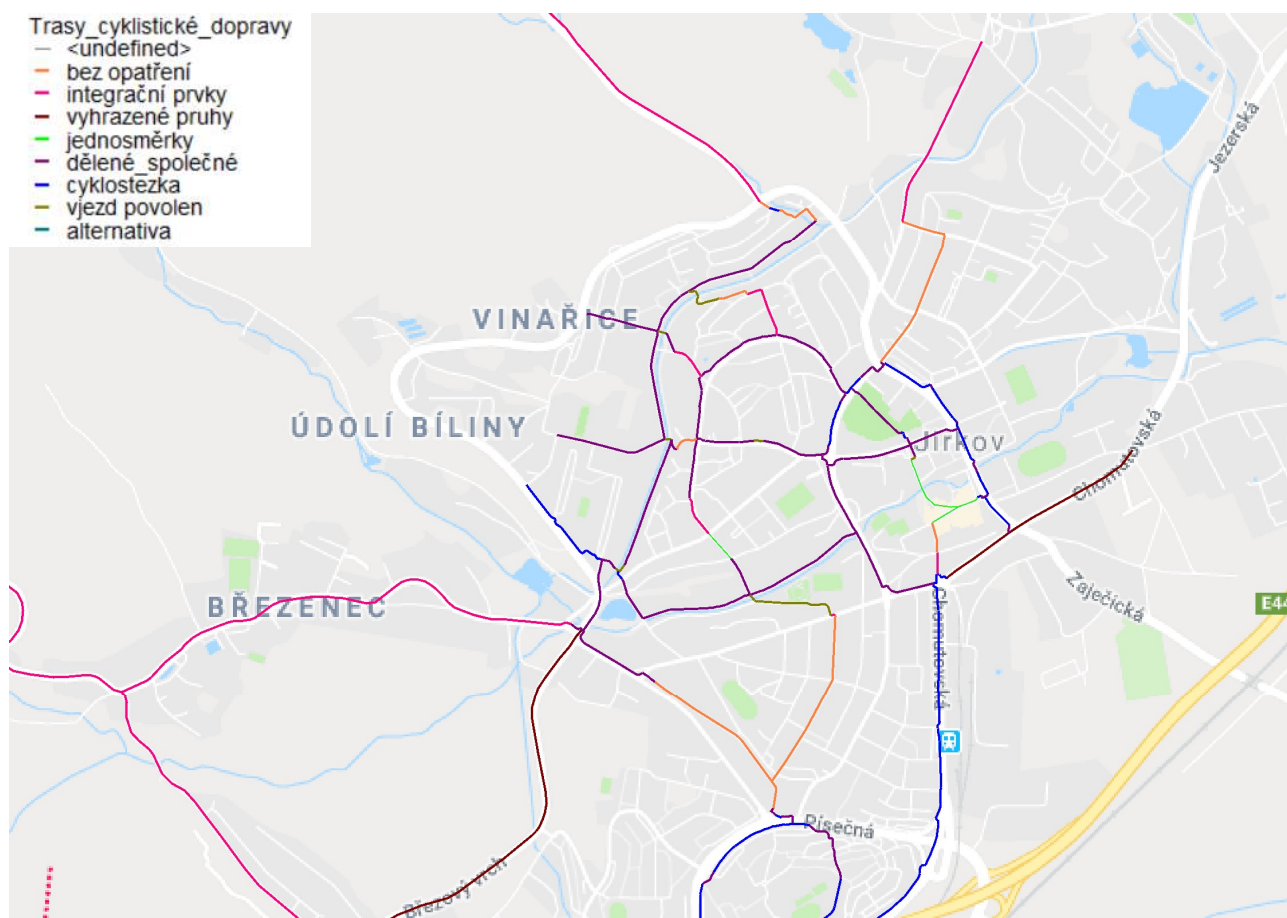 Trasy_cyklistické_dopravy
<undefined>
bez opatření
integrační prvky
vyhrazené pruhy
jednosměrky
dělené_společné
cyklostezka
vjezd povolen
alternativa
Jezerská
VINAŘICE
ÚDOLÍ BÍLINY
Jirkov
Chomutovská
Zaječická
BŘEZENEC
E44
Chomutovská
Písečná
Březový vrch